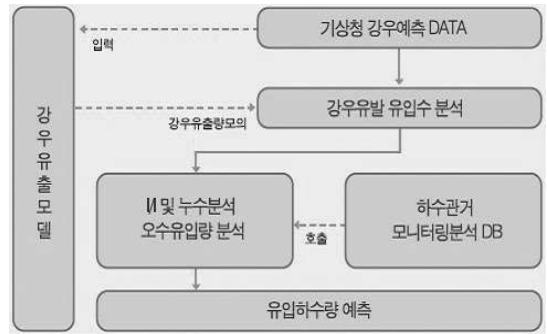 기상청 강우예측 DATA
입력
강우유출모델
강우유발 유입수 분석
강우유출량모의
I/I 및 누수분석
오수유입량 분석
하수관거
모니터링분석 DB
호출
유입하수량 예측